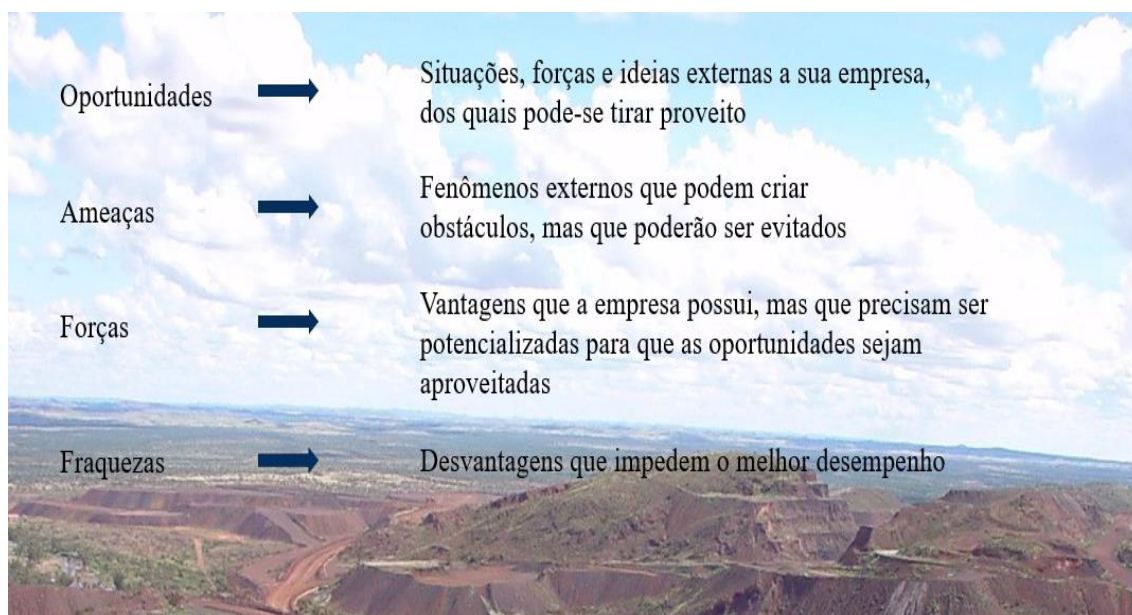 Oportunidades
Situações, forças e ideias externas a sua empresa,
dos quais pode-se tirar proveito
Ameaças
Fenômenos externos que podem criar
obstáculos, mas que poderão ser evitados
Forças
Vantagens que a empresa possui, mas que precisam ser
potencializadas para que as oportunidades sejam
aproveitadas
Fraquezas
Desvantagens que impedem o melhor desempenho